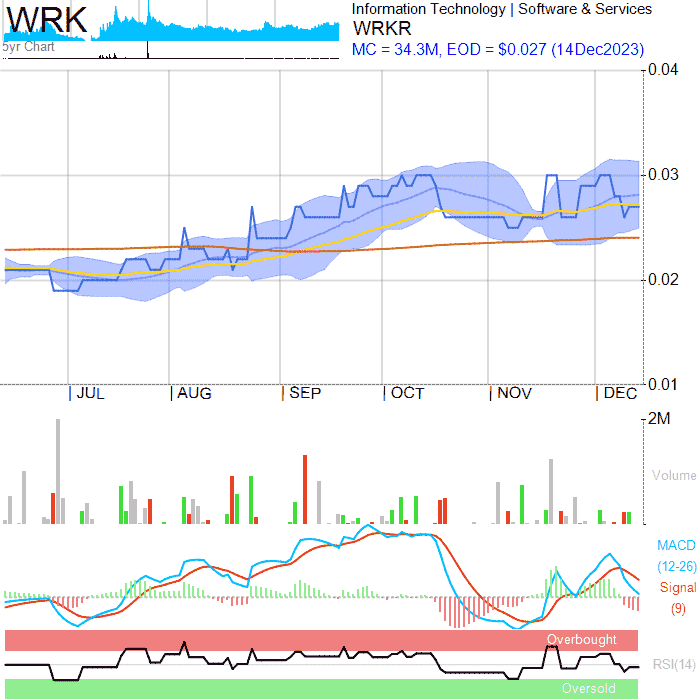 WRK
5yr Chart
Information Technology | Software & Services
WRKR
MC = 34.3M, EOD = $0.027 (14Dec2023)
0.04
0.03
0.02
0.01
JUL
AUG
SEP
OCT
NOV
DEC
2M
Volume
MACD
(12-26)
Signal
(9)
Overbought
RSI(14)
Oversold